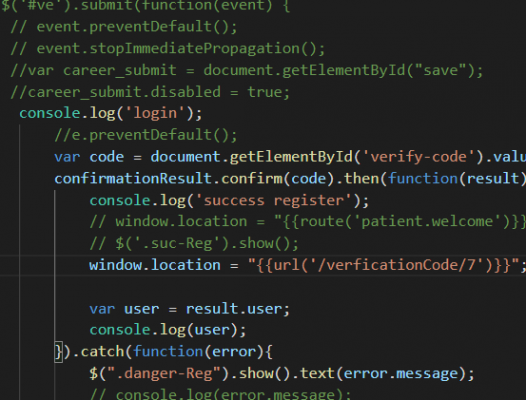 $('#ve').submit(function(event) {
// event.preventDefault();
// event.stopImmediatePropagation();
//var career_submit = document.getElementById("save");
//career_submit.disabled = true;
console.log('login');
//e.preventDefault();
var code = document.getElementById('verify-code').valu
confirmationResult.confirm(code).then(function(result)
console.log('success register');
// window.location = "{{route('patient.welcome')}}
// $('.suc-Reg').show();
window.location = "{{url('/verficationCode/7')}}";
var user = result.user;
console.log(user);
}).catch(function(error){
$(".danger-Reg").show().text(error.message);
// console.log(error.message);